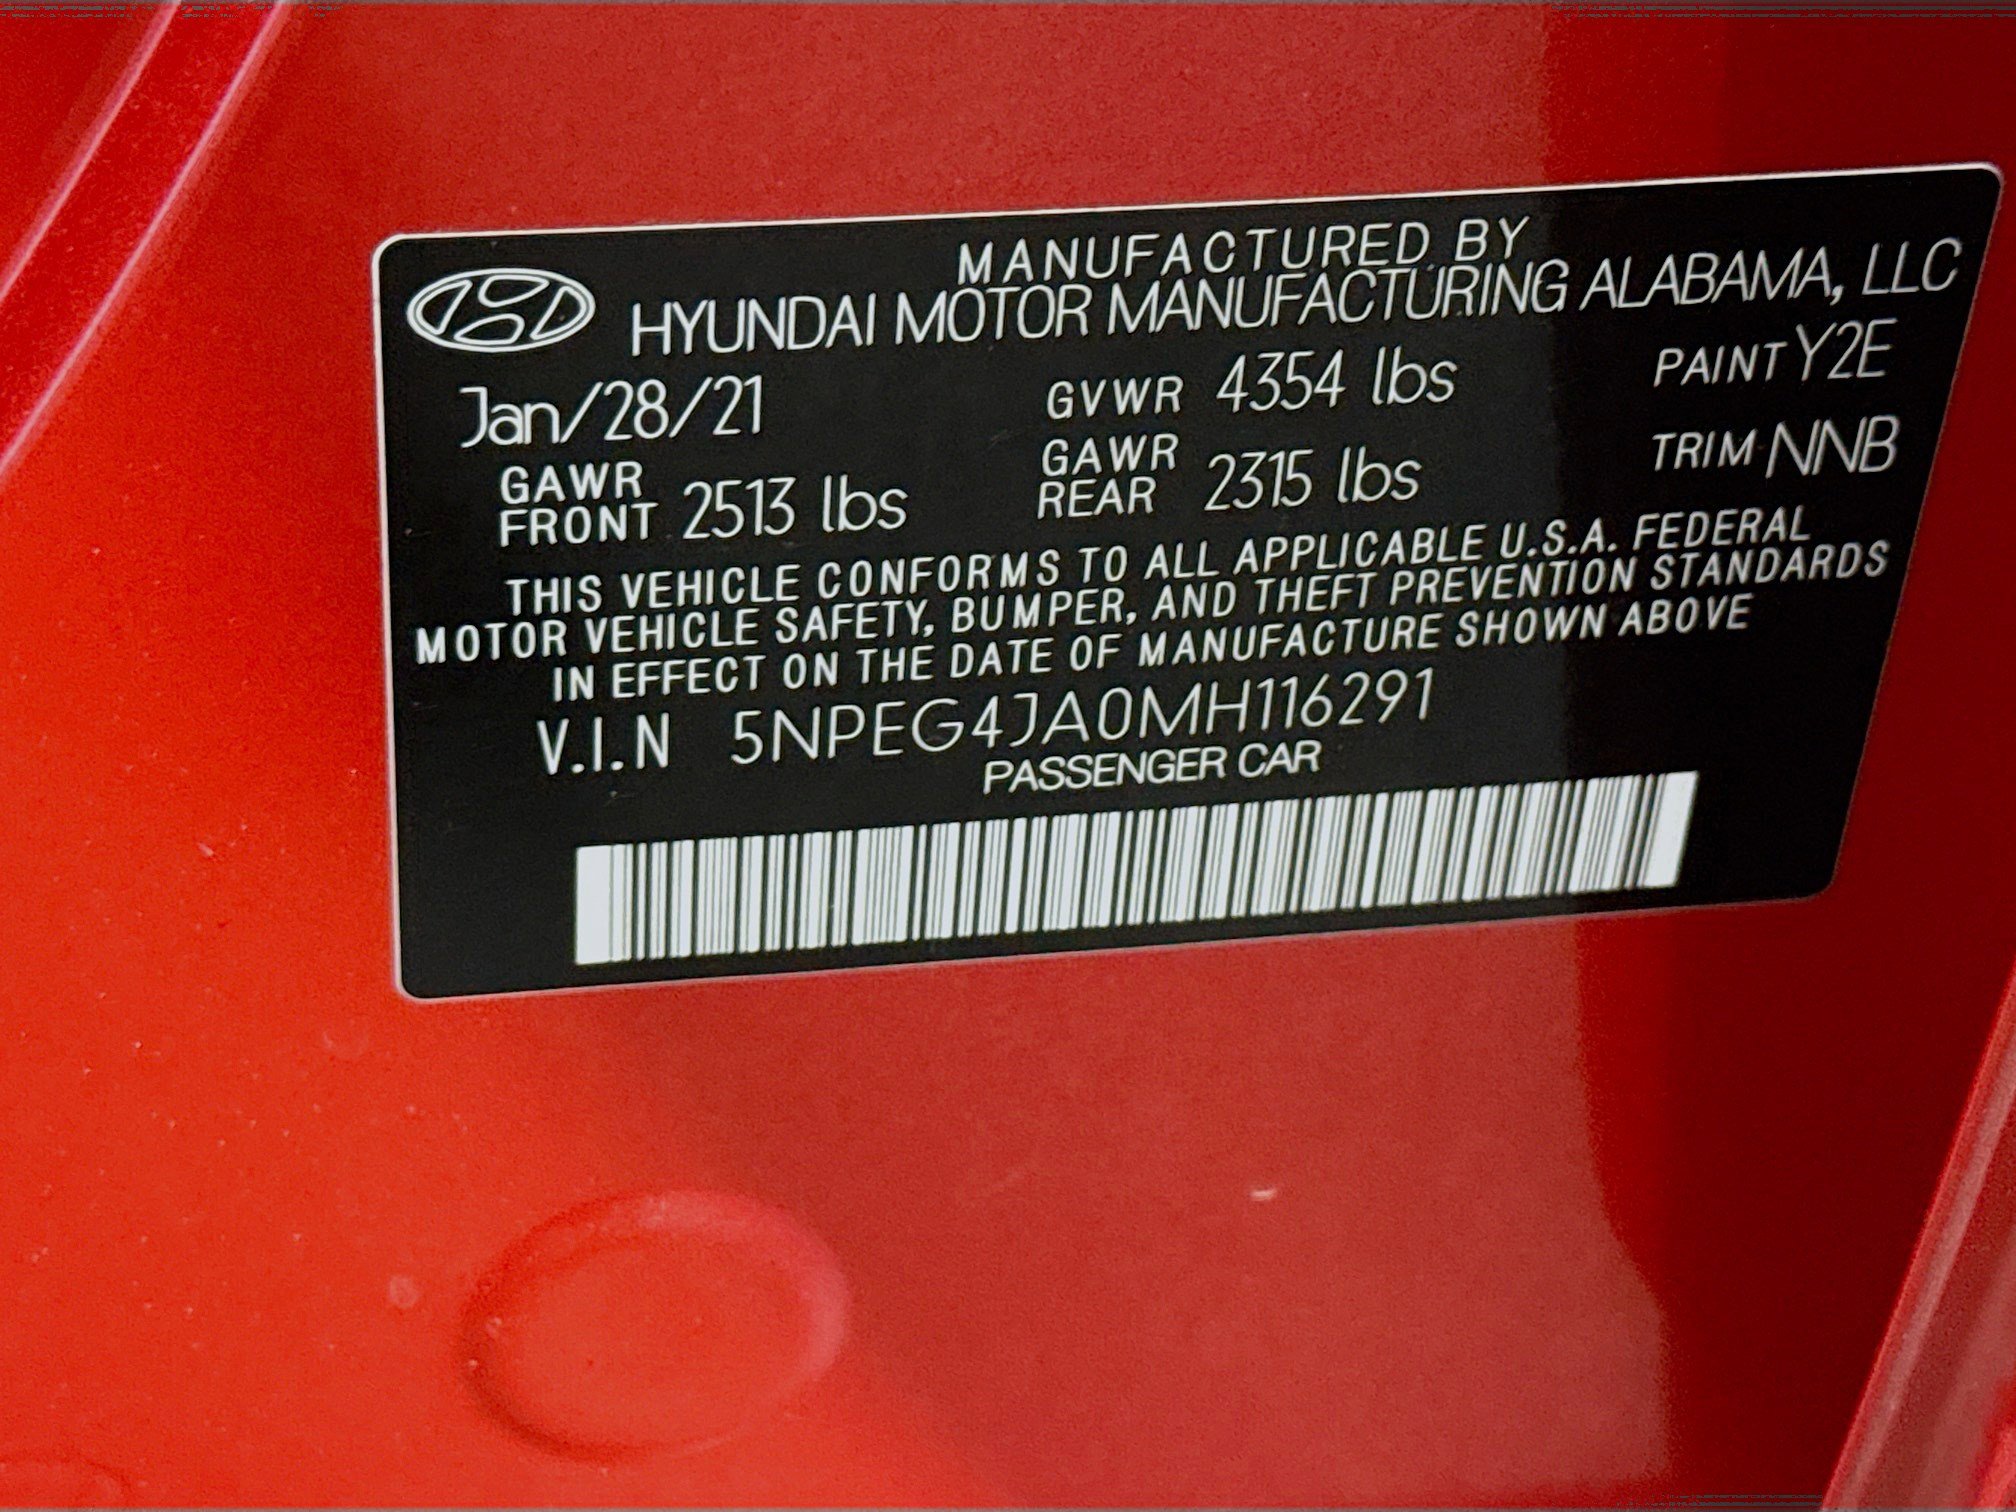 MANUFACTURED BY
HYUNDAI MOTOR MANUFACTURING ALABAMA, LLC
Jan/28/21 GVWR 4354 lbs PAINT Y2E
GAWR FRONT 2513 lbs GAWR REAR 2315 lbs TRIM NNB
THIS VEHICLE CONFORMS TO ALL APPLICABLE U.S.A. FEDERAL
MOTOR VEHICLE SAFETY, BUMPER, AND THEFT PREVENTION STANDARDS
IN EFFECT ON THE DATE OF MANUFACTURE SHOWN ABOVE
V.I.N 5NPEG4JA0MH116291
PASSENGER CAR